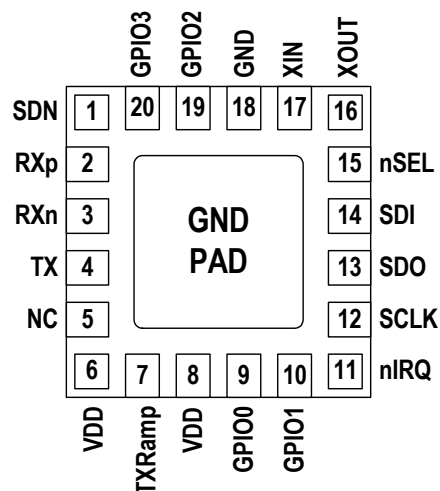 GPIO3
GPIO2
GND
XIN
XOUT
SDN
1
20
19
18
17
16
RXp
2
15
nSEL
RXn
3
GND
14
SDI
TX
4
PAD
13
SDO
NC
5
12
SCLK
6
7
8
9
10
11
nIRQ
VDD
TXRamp
VDD
GPIO0
GPIO1